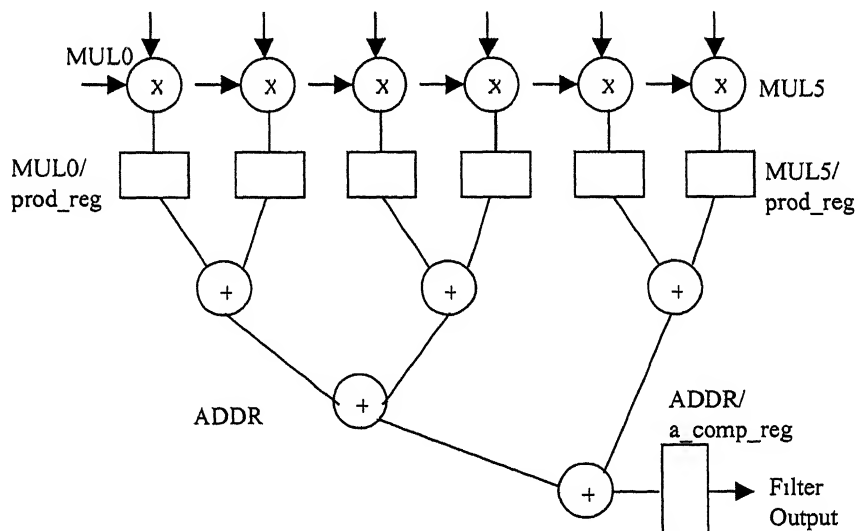 MUL0
X X X X X X
MUL5
MUL0/
prod_reg
MUL5/
prod_reg
+ + +
+
ADDR
ADDR/
a_comp_reg
+
Filter
Output